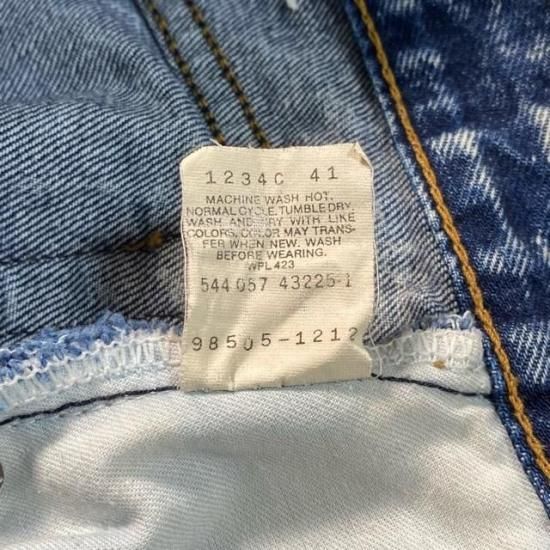 1234C 41
MACHINE WASH HOT.
NORMAL CYCLE. TUMBLE DRY.
WASH AND DRY WITH LIKE
COLORS. COLOR MAY TRANS-
FER WHEN NEW. WASH
BEFORE WEARING.
WPL 423
544 057 43225-1
98505-1212